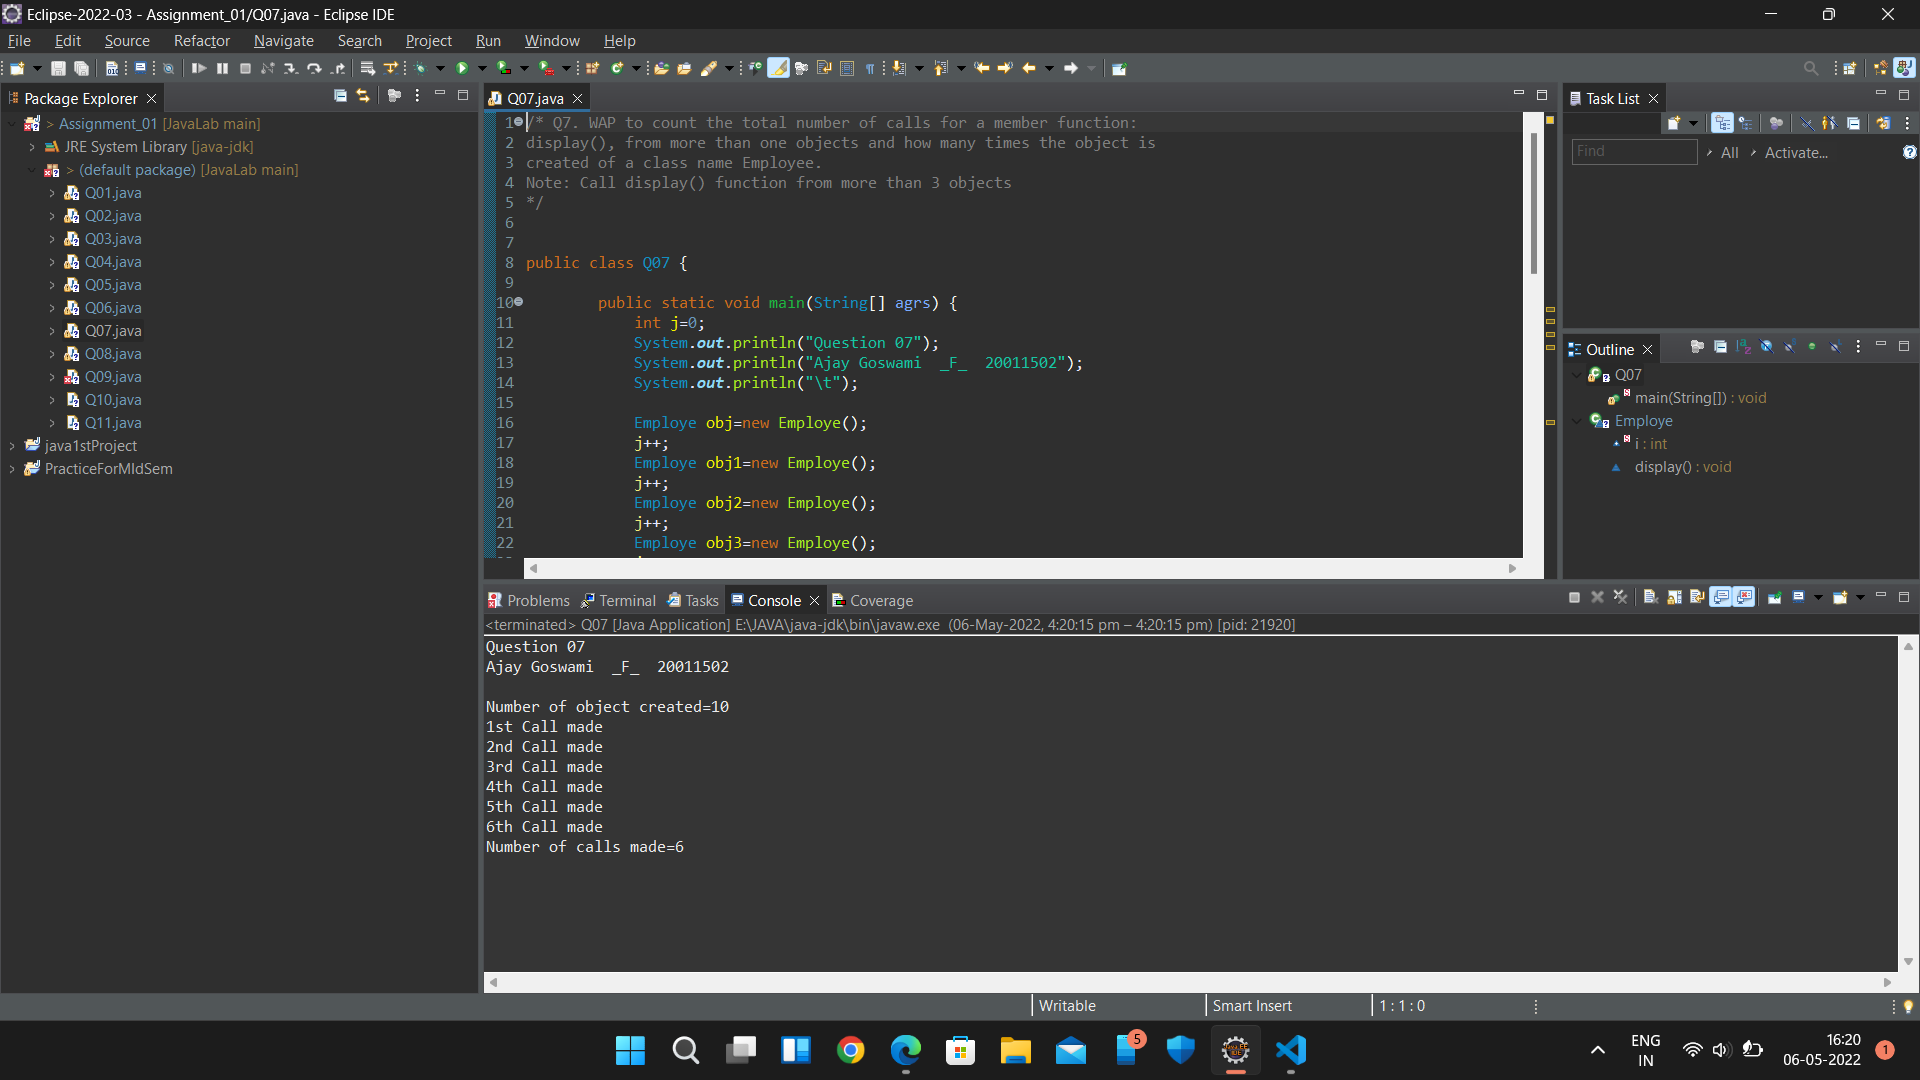 Eclipse-2022-03 - Assignment_01/Q07.java - Eclipse IDE
File Edit Source Refactor Navigate Search Project Run Window Help
Package Explorer
> Assignment_01 [JavaLab main]
JRE System Library [java-jdk]
> (default package) [JavaLab main]
Q01.java
Q02.java
Q03.java
Q04.java
Q05.java
Q06.java
Q07.java
Q08.java
Q09.java
Q10.java
Q11.java
java1stProject
PracticeForMIdSem
Q07.java
1 /* Q7. WAP to count the total number of calls for a member function:
2 display(), from more than one objects and how many times the object is
3 created of a class name Employee.
4 Note: Call display() function from more than 3 objects
5 */
6
7
8 public class Q07 {
9
10 public static void main(String[] agrs) {
11 int j=0;
12 System.out.println("Question 07");
13 System.out.println("Ajay Goswami  _F_  20011502");
14 System.out.println("\t");
15
16 Employe obj=new Employe();
17 j++;
18 Employe obj1=new Employe();
19 j++;
20 Employe obj2=new Employe();
21 j++;
22 Employe obj3=new Employe();
Task List
Find
All
Activate...
Outline
Q07
main(String[]) : void
Employe
i : int
display() : void
Problems Terminal Tasks Console Coverage
<terminated> Q07 [Java Application] E:\JAVA\java-jdk\bin\javaw.exe (06-May-2022, 4:20:15 pm – 4:20:15 pm) [pid: 21920]
Question 07
Ajay Goswami  _F_  20011502
Number of object created=10
1st Call made
2nd Call made
3rd Call made
4th Call made
5th Call made
6th Call made
Number of calls made=6
Writable
Smart Insert
1 : 1 : 0
5
ENG
IN
16:20
06-05-2022
1